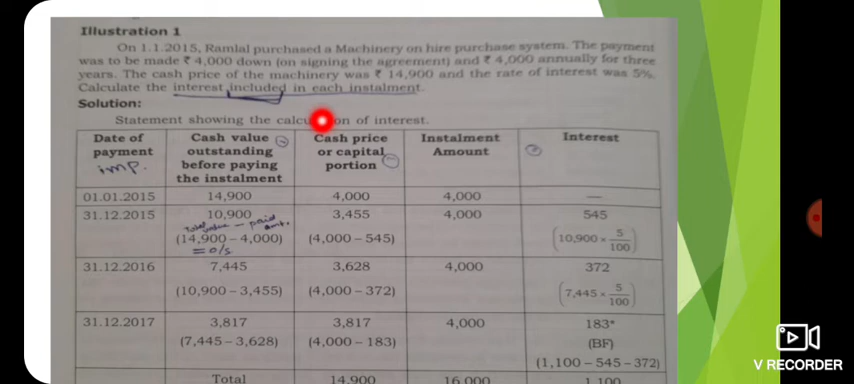 Illustration 1
On 1.1.2015, Ramlal purchased a Machinery on hire purchase system. The payment
was to be made ₹ 4,000 down (on signing the agreement) and ₹ 4,000 annually for three
years. The cash price of the machinery was ₹ 14,900 and the rate of interest was 5%.
Calculate the interest included in each instalment.
Solution:
Statement showing the calculation of interest.
Date of payment imp. | Cash value outstanding before paying the instalment | Cash price or capital portion | Instalment Amount | Interest
01.01.2015 14,900 4,000 4,000 —
31.12.2015 10,900 3,455 4,000 545
Total value - paid amt.
(14,900 – 4,000) (4,000 – 545) (10,900 × 5/100)
= o/s
31.12.2016 7,445 3,628 4,000 372
(10,900 – 3,455) (4,000 – 372) (7,445 × 5/100)
31.12.2017 3,817 3,817 4,000 183*
(7,445 – 3,628) (4,000 – 183) (BF)
(1,100 – 545 – 372)
Total 14,900 16,000 1,100
V RECORDER